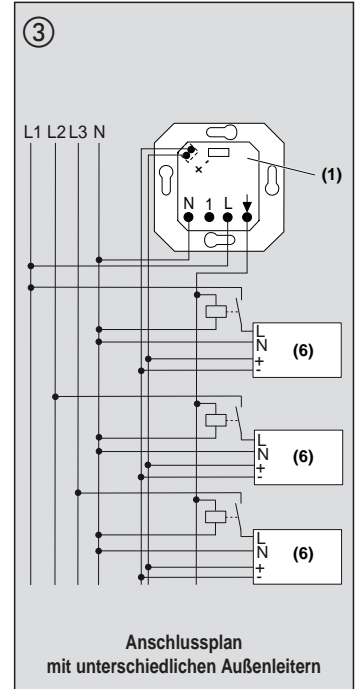 3
L1 L2 L3 N
+ -
(1)
N 1 L
L
N
+
-
(6)
L
N
+
-
(6)
L
N
+
-
(6)
Anschlussplan
mit unterschiedlichen Außenleitern